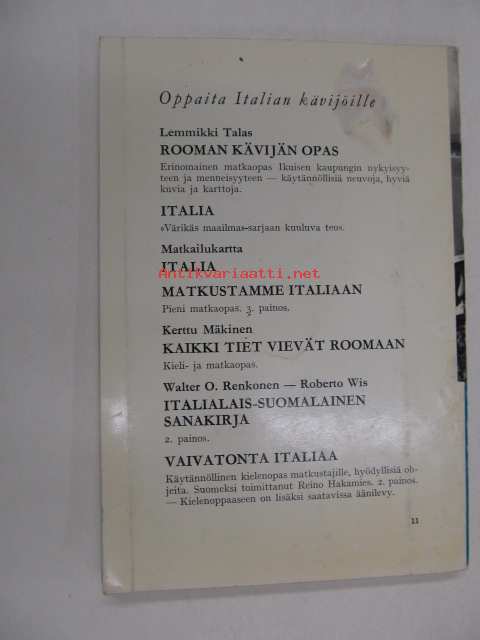 Oppaita Italian kävijöille
Lemmikki Talas
ROOMAN KÄVIJÄN OPAS
Erinomainen matkaopas Ikuisen kaupungin nykyisyy-
teen ja menneisyyteen — käytännöllisiä neuvoja, hyviä
kuvia ja karttoja.
ITALIA
»Värikäs maailma»-sarjaan kuuluva teos.
Matkailukartta
ITALIA
Antikvariaatti.net
MATKUSTAMME ITALIAAN
Pieni matkaopas. 3. painos.
Kerttu Mäkinen
KAIKKI TIET VIEVÄT ROOMAAN
Kieli- ja matkaopas.
Walter O. Renkonen — Roberto Wis
ITALIALAIS-SUOMALAINEN
SANAKIRJA
2. painos.
VAIVATONTA ITALIAA
Käytännöllinen kielenopas matkustajille, hyödyllisiä oh-
jeita. Suomeksi toimittanut Reino Hakamies. 2. painos.
— Kielenoppaaseen on lisäksi saatavissa äänilevy.
11